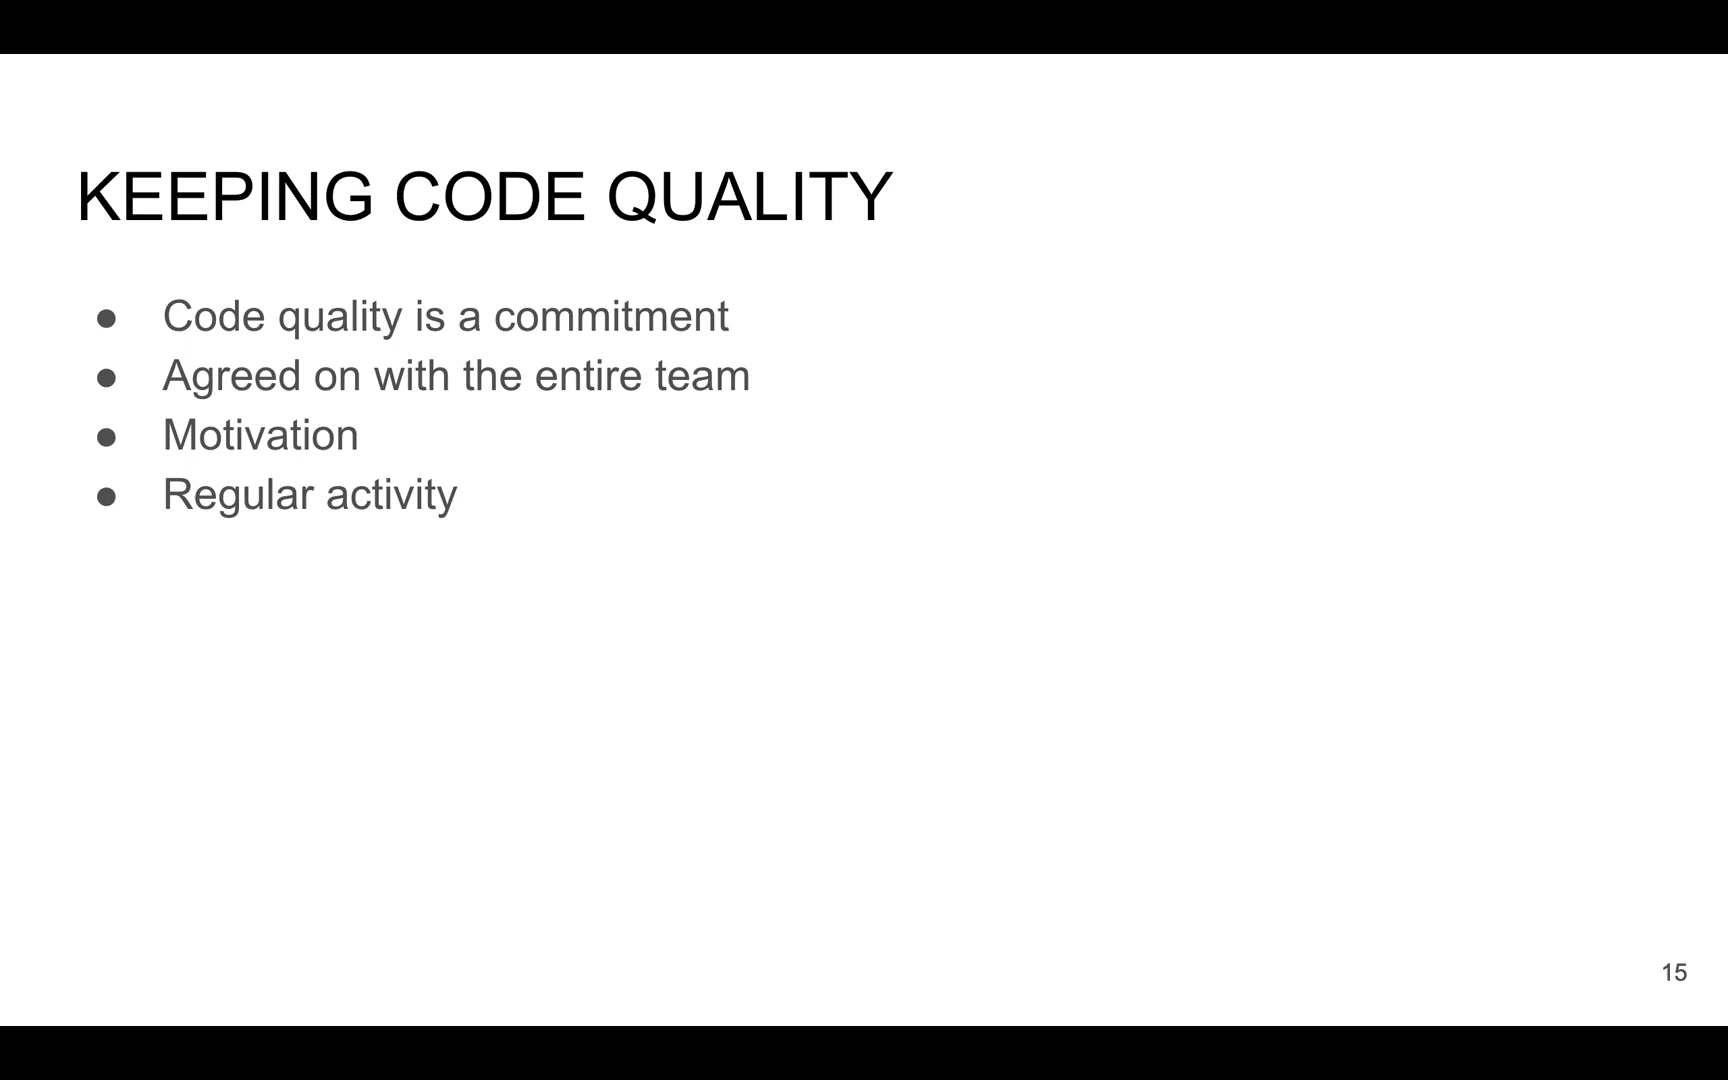 KEEPING CODE QUALITY
● Code quality is a commitment
● Agreed on with the entire team
● Motivation
● Regular activity
15